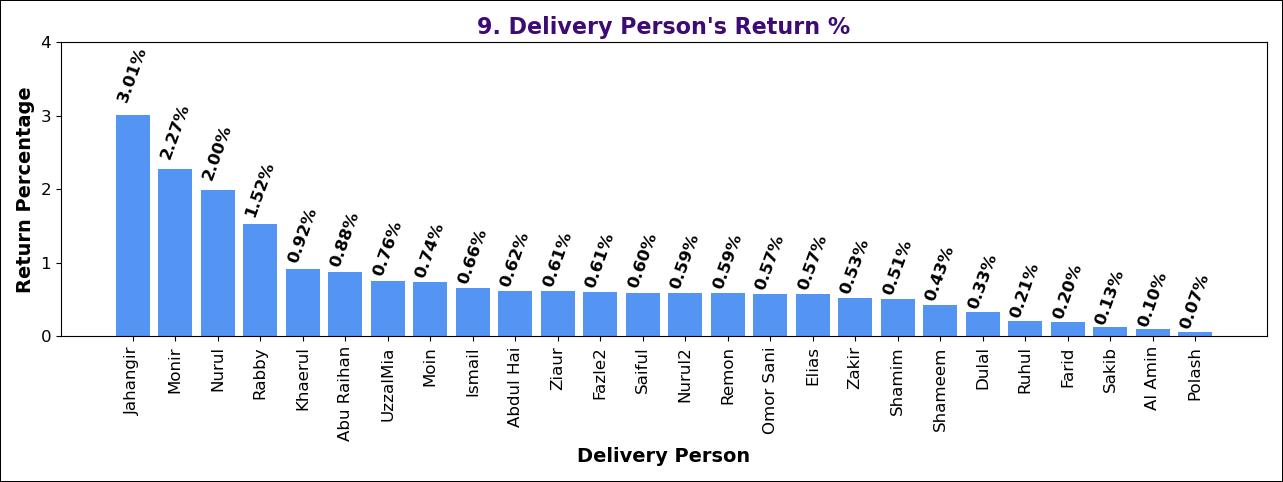 9. Delivery Person's Return %
Return Percentage
4
3
2
1
0
3.01%
2.27%
2.00%
1.52%
0.92%
0.88%
0.76%
0.74%
0.66%
0.62%
0.61%
0.61%
0.60%
0.59%
0.59%
0.57%
0.57%
0.53%
0.51%
0.43%
0.33%
0.21%
0.20%
0.13%
0.10%
0.07%
Jahangir
Monir
Nurul
Rabby
Khaerul
Abu Raihan
UzzalMia
Moin
Ismail
Abdul Hai
Ziaur
Fazle2
Saiful
Nurul2
Remon
Omor Sani
Elias
Zakir
Shamim
Shameem
Dulal
Ruhul
Farid
Sakib
Al Amin
Polash
Delivery Person